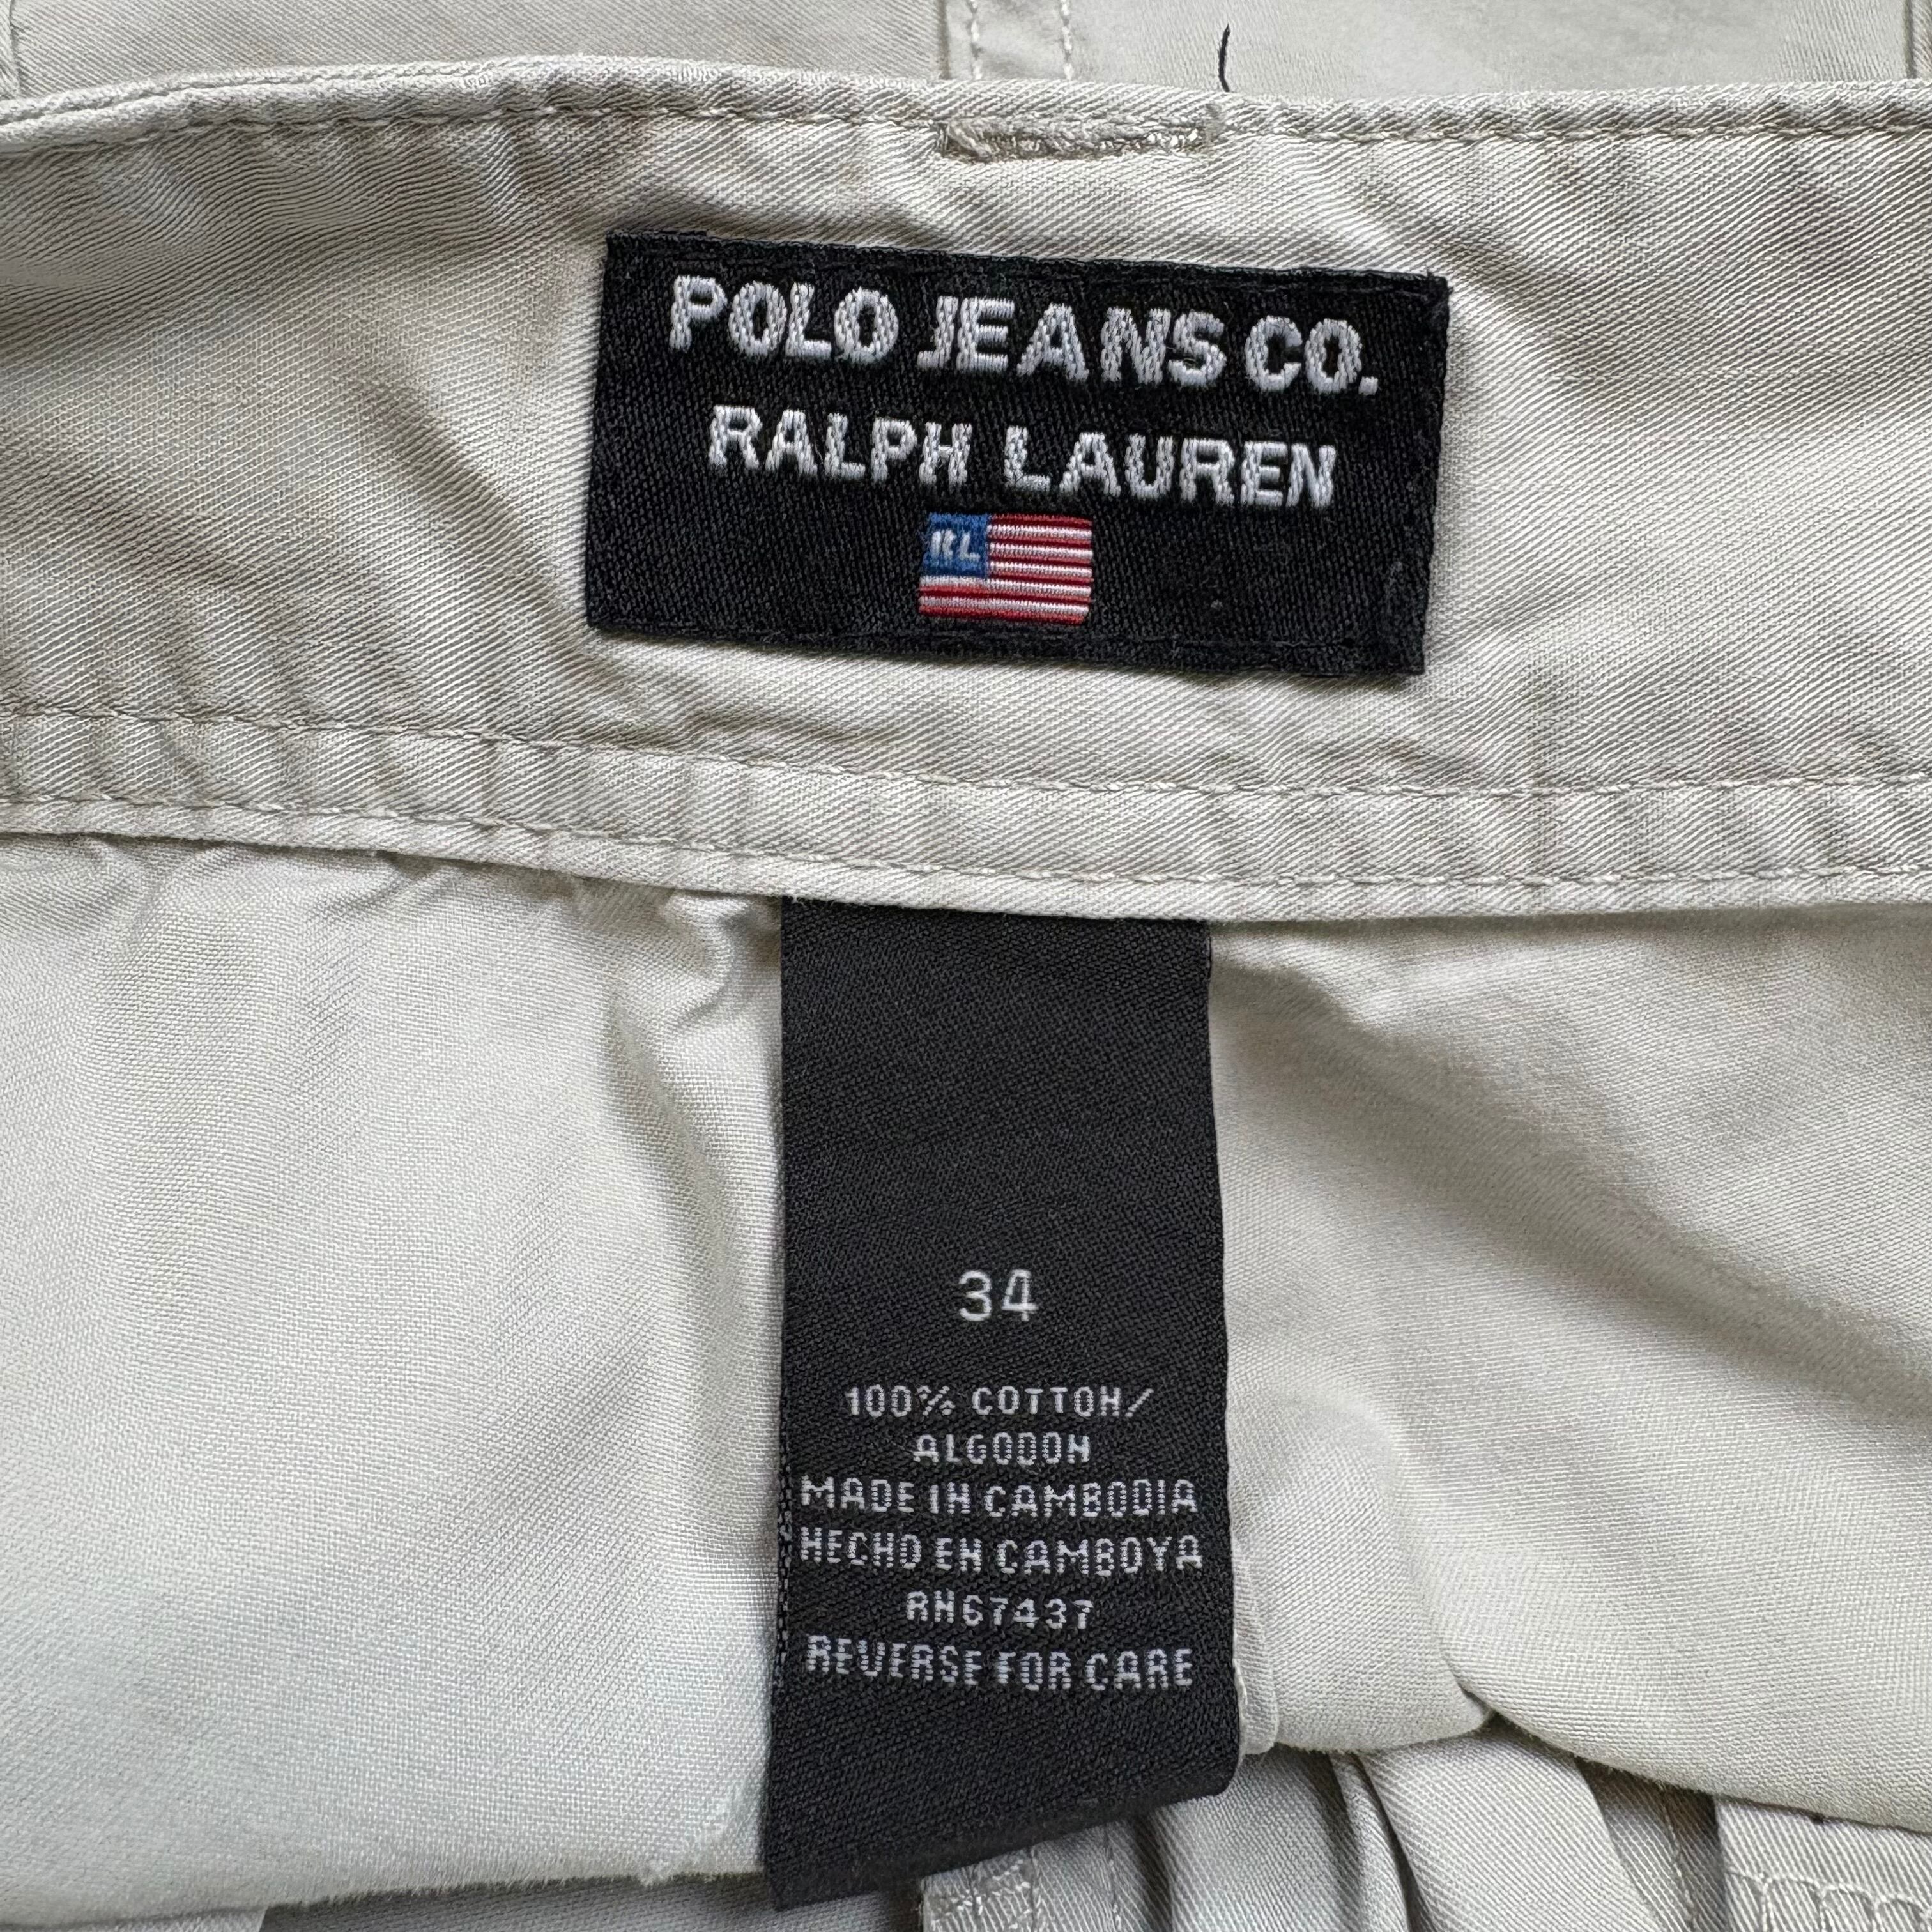 POLO JEANS CO.
RALPH LAUREN
RL
34
100% COTTON/
ALGODON
MADE IN CAMBODIA
HECHO EN CAMBOYA
RN67437
REVERSE FOR CARE